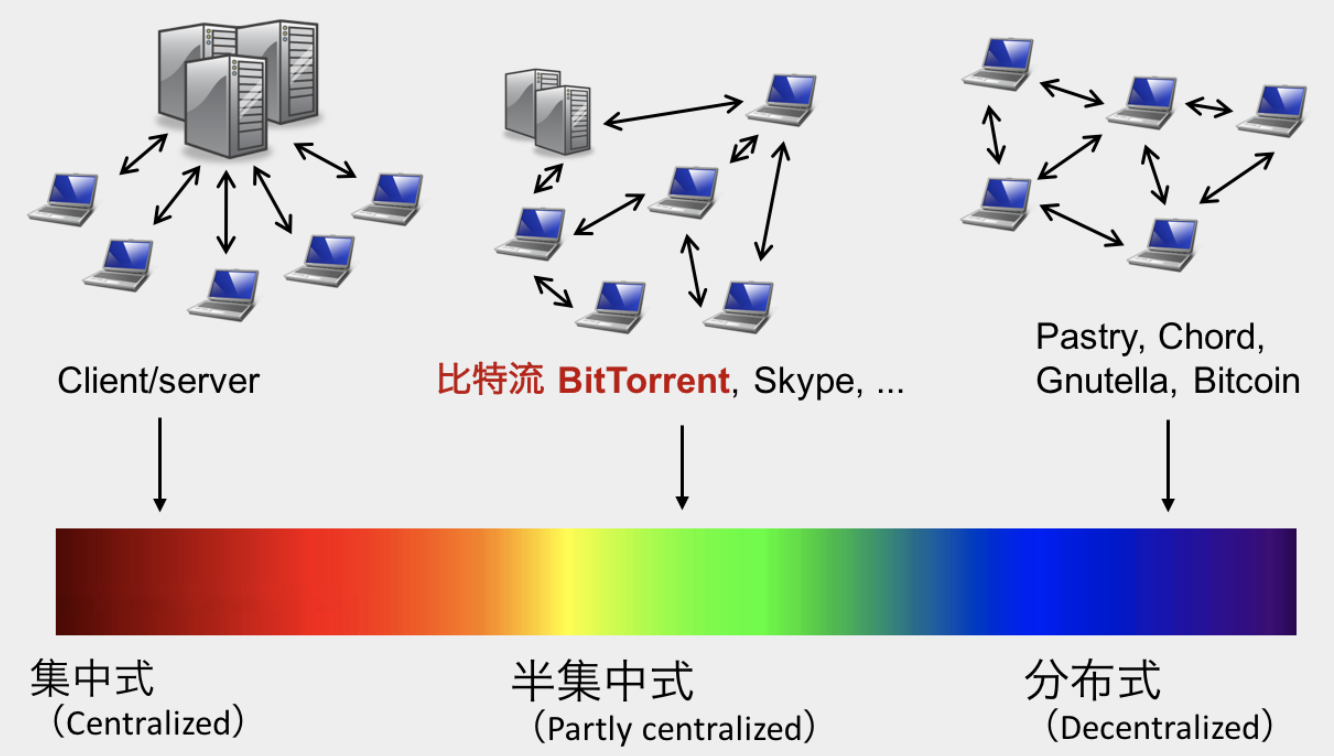 Client/server
比特流 BitTorrent, Skype, ...
Pastry, Chord,
Gnutella, Bitcoin
集中式
（Centralized）
半集中式
（Partly centralized）
分布式
（Decentralized）